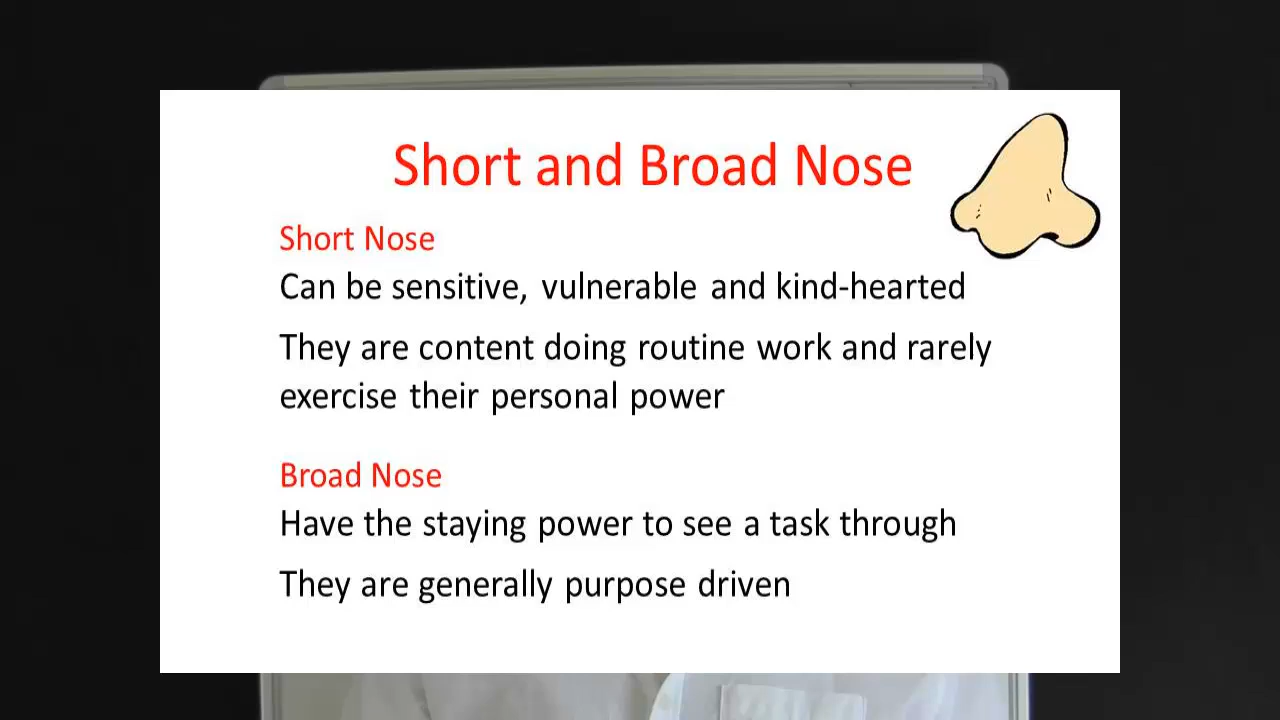 Short and Broad Nose
Short Nose
Can be sensitive, vulnerable and kind-hearted
They are content doing routine work and rarely
exercise their personal power
Broad Nose
Have the staying power to see a task through
They are generally purpose driven